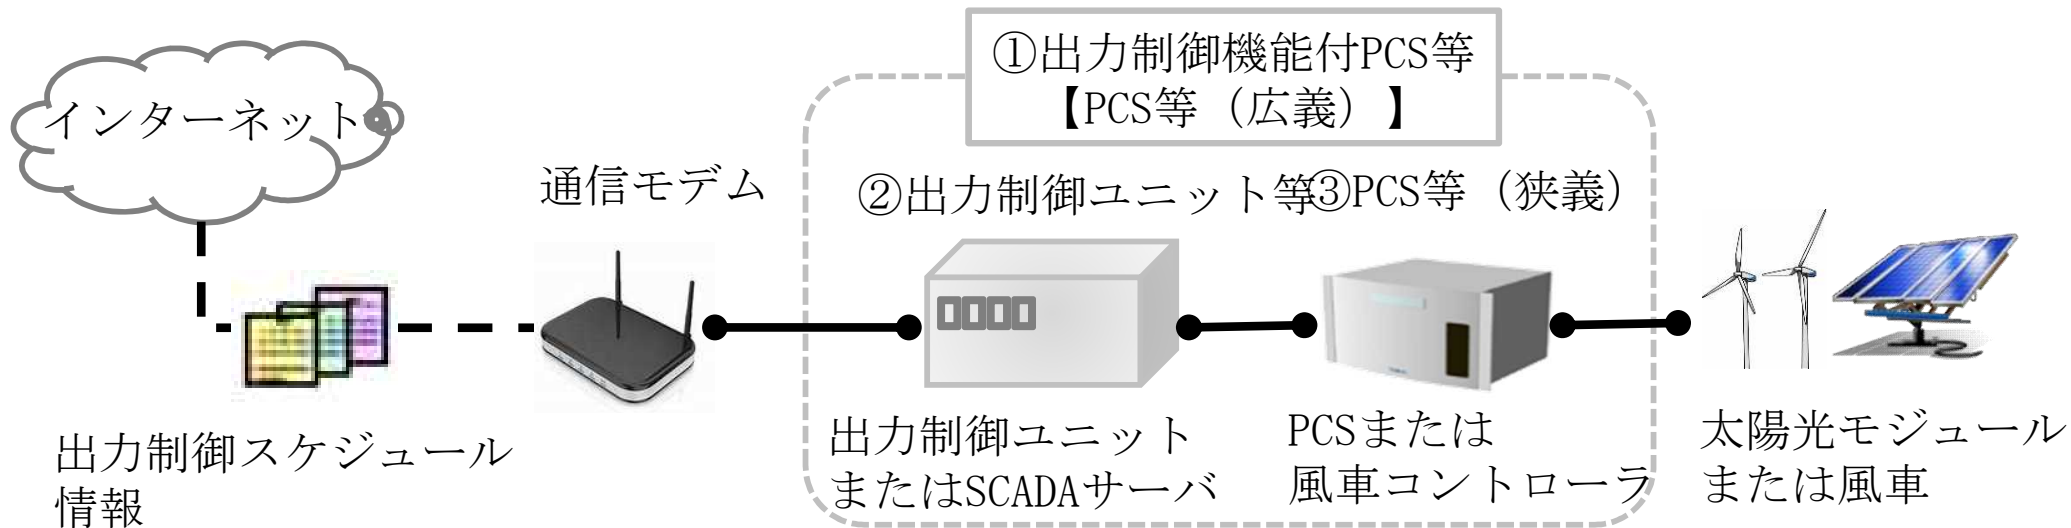 ①出力制御機能付PCS等
【PCS等（広義）】
インターネット
通信モデム
②出力制御ユニット等
③PCS等（狭義）
出力制御スケジュール
情報
出力制御ユニット
またはSCADAサーバ
PCSまたは
風車コントローラ
太陽光モジュール
または風車